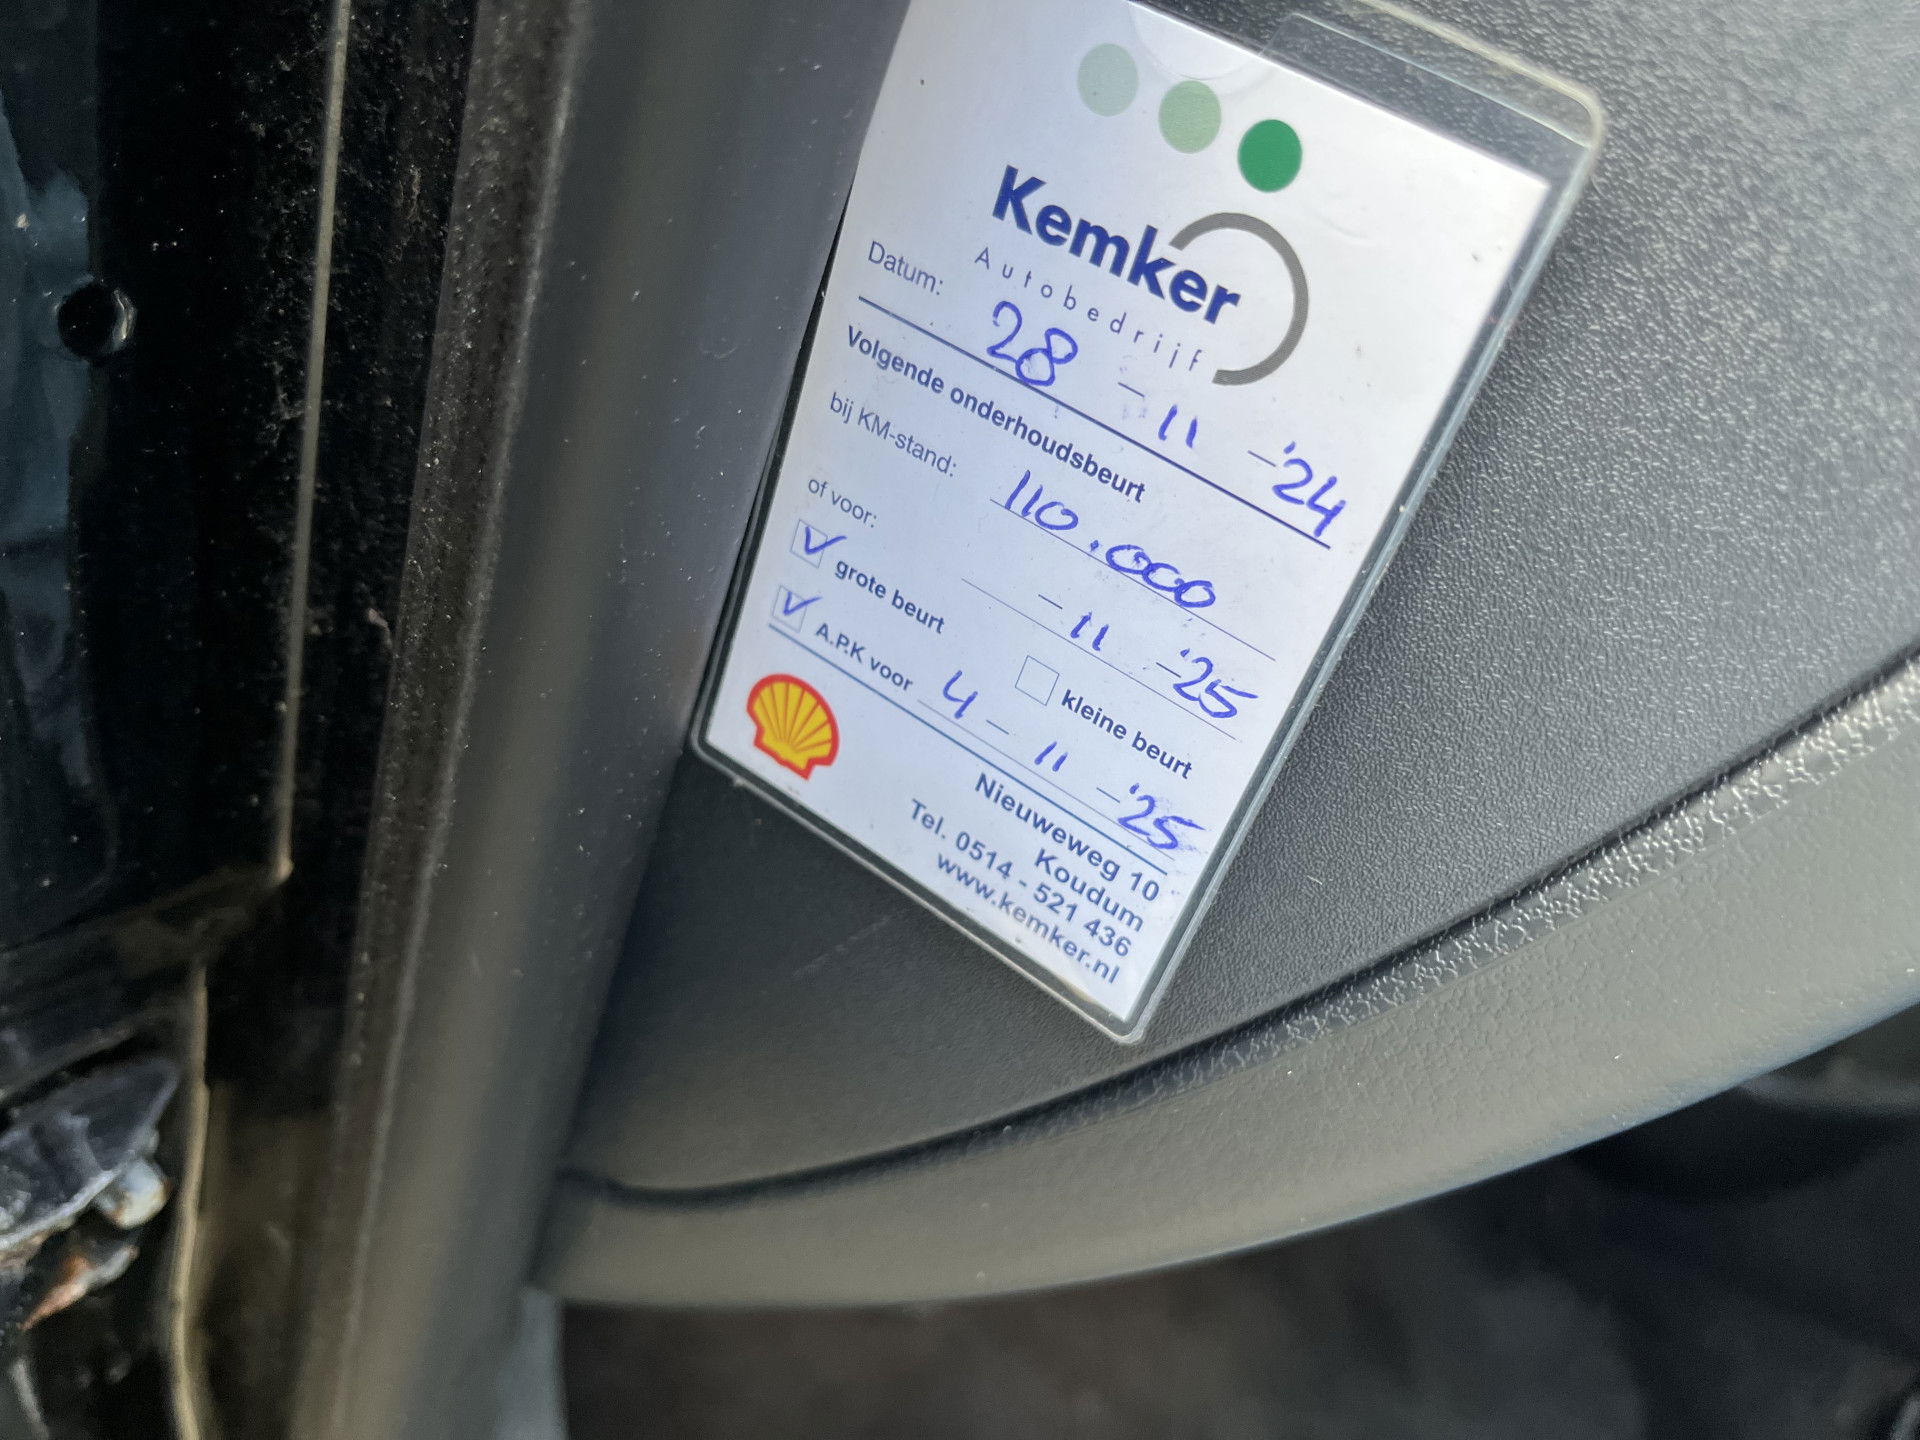 Kemker
Autobedrijf
Datum: 28 - 11 - '24
Volgende onderhoudsbeurt
bij KM-stand: 110.000
of voor: - 11 - '25
grote beurt kleine beurt
A.P.K voor 4 - 11 - '25
Nieuweweg 10
Koudum
Tel. 0514 - 521 436
www.kemker.nl